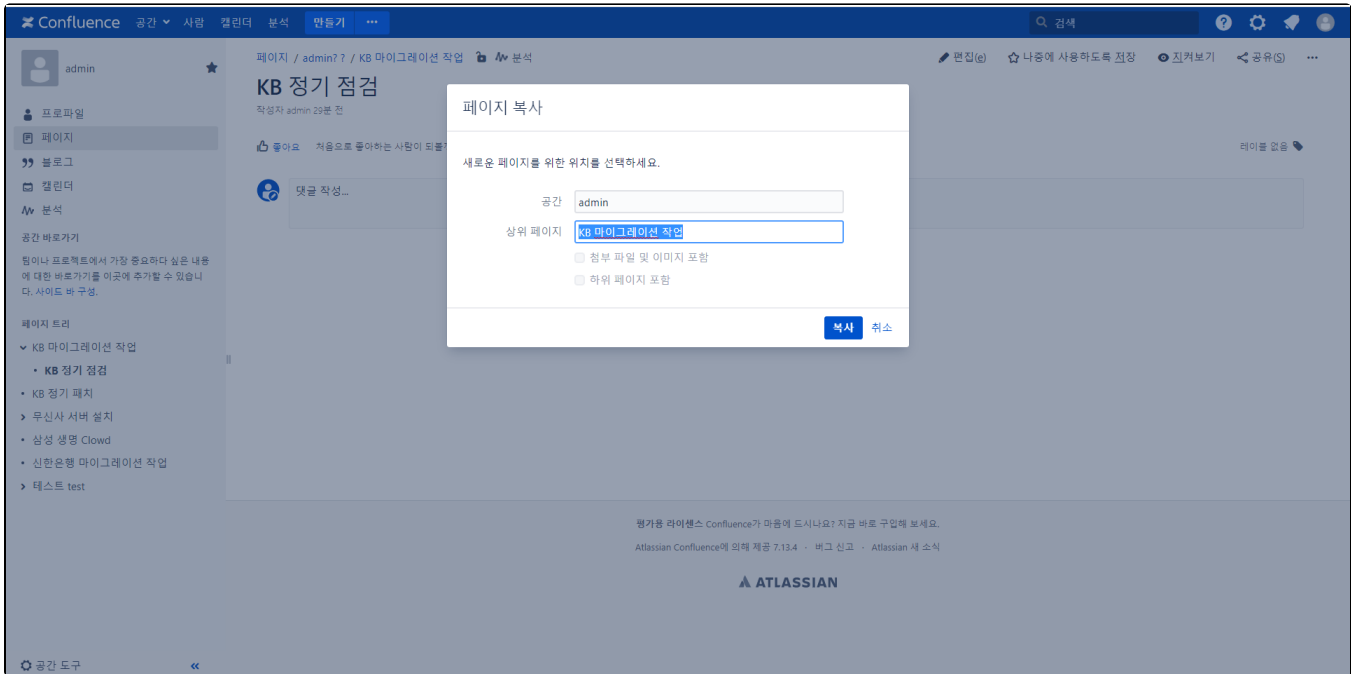 Confluence 공간 사람 캘린더 분석 만들기 ··· 검색
admin
페이지 / admin? ? / KB 마이그레이션 작업 분석
편집(e) 나중에 사용하도록 저장 지켜보기 공유(S) ···
KB 정기 점검
작성자 admin 29분 전
좋아요 처음으로 좋아하는 사람이
레이블 없음
댓글 작성...
프로파일
페이지
블로그
캘린더
분석
공간 바로가기
팀이나 프로젝트에서 가장 중요하다 싶은 내용
에 대한 바로가기를 이곳에 추가할 수 있습니
다. 사이드 바 구성.
페이지 트리
KB 마이그레이션 작업
• KB 정기 점검
• KB 정기 패치
무신사 서버 설치
• 삼성 생명 Clowd
• 신한은행 마이그레이션 작업
테스트 test
공간 도구
페이지 복사
새로운 페이지를 위한 위치를 선택하세요.
공간 admin
상위 페이지 KB 마이그레이션 작업
첨부 파일 및 이미지 포함
하위 페이지 포함
복사 취소
평가용 라이센스 Confluence가 마음에 드시나요? 지금 바로 구입해 보세요.
Atlassian Confluence에 의해 제공 7.13.4 · 버그 신고 · Atlassian 새 소식
ATLASSIAN